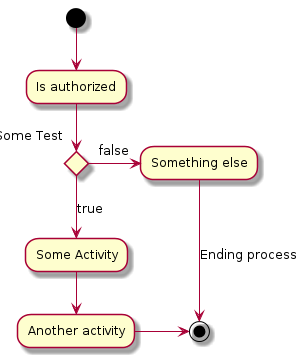 Is authorized
Some Test
false
Something else
true
Some Activity
Ending process
Another activity